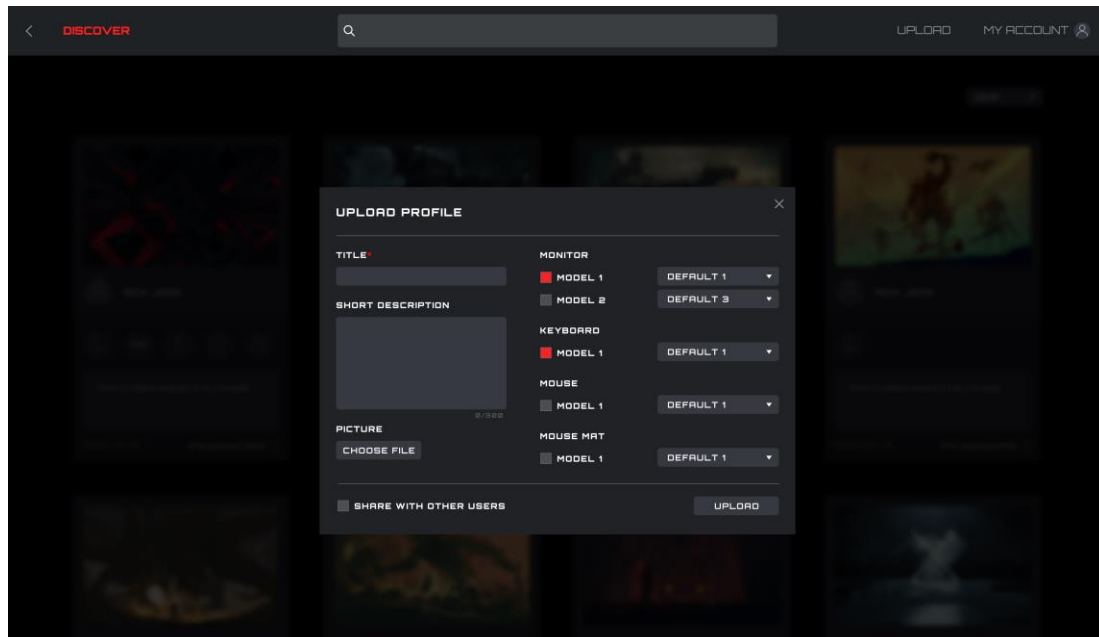 DISCOVER
UPLOAD
MY ACCOUNT
UPLOAD PROFILE
TITLE*
SHORT DESCRIPTION
0/300
PICTURE
CHOOSE FILE
MONITOR
MODEL 1 DEFAULT 1
MODEL 2 DEFAULT 3
KEYBOARD
MODEL 1 DEFAULT 1
MOUSE
MODEL 1 DEFAULT 1
MOUSE MAT
MODEL 1 DEFAULT 1
SHARE WITH OTHER USERS
UPLOAD